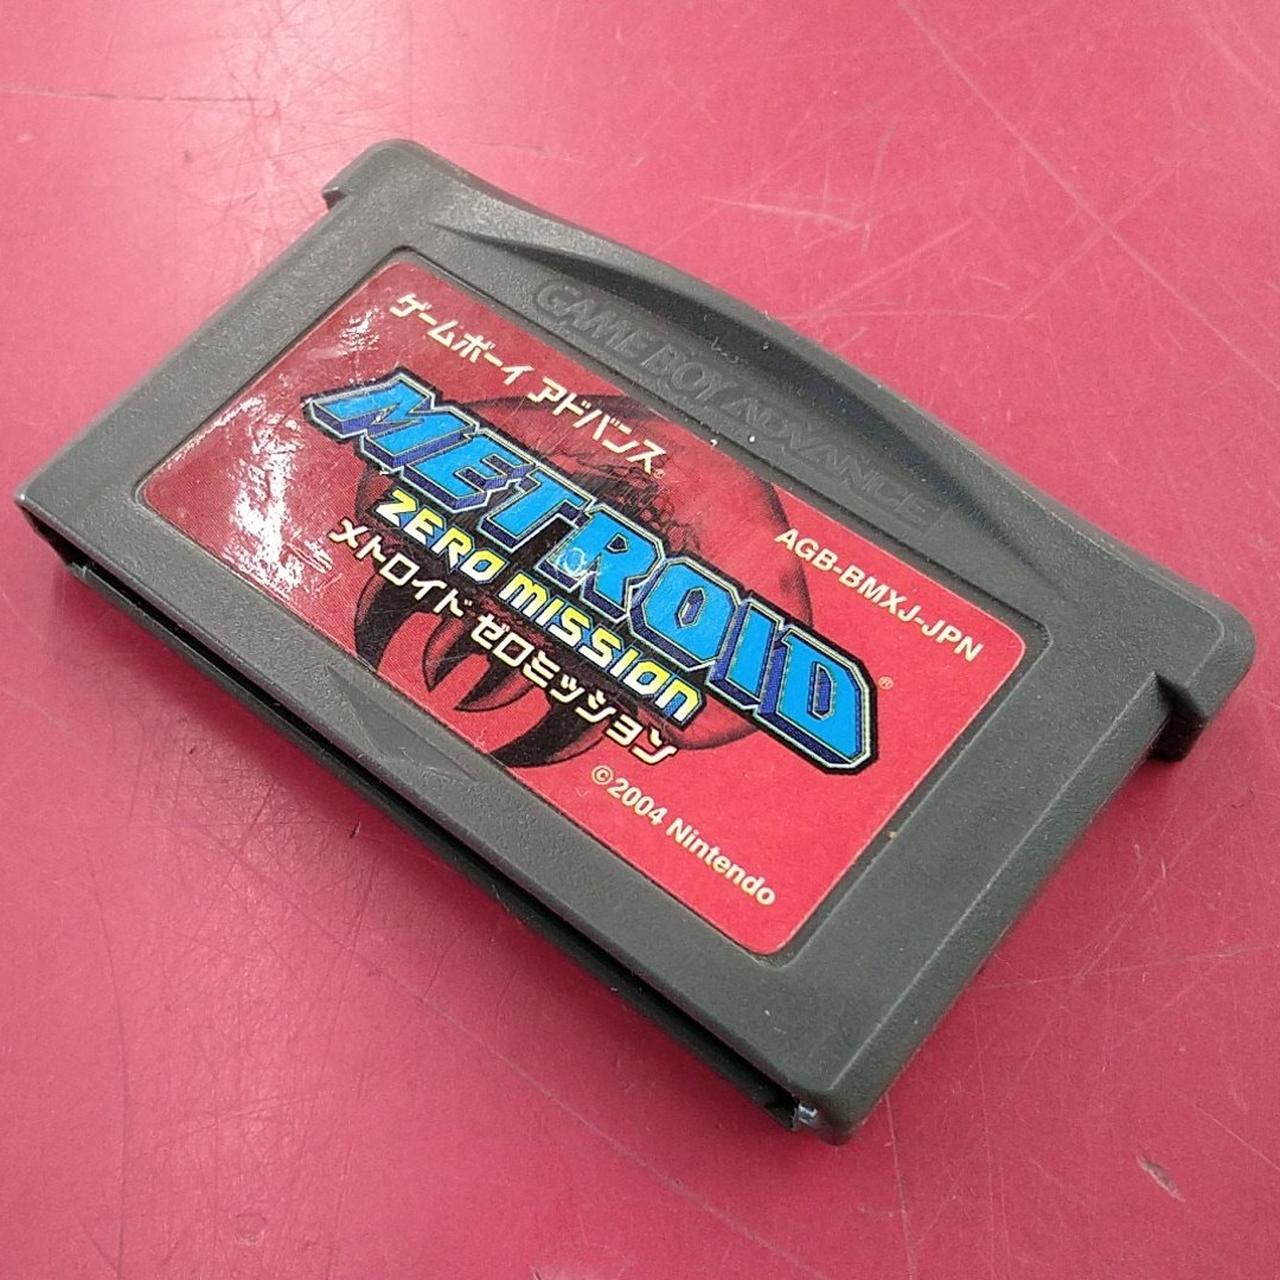 GAME BOY ADVANCE
ゲームボーイ アドバンス
AGB-BMXJ-JPN
METROID®
ZERO MISSION
メトロイド ゼロミッション
©2004 Nintendo